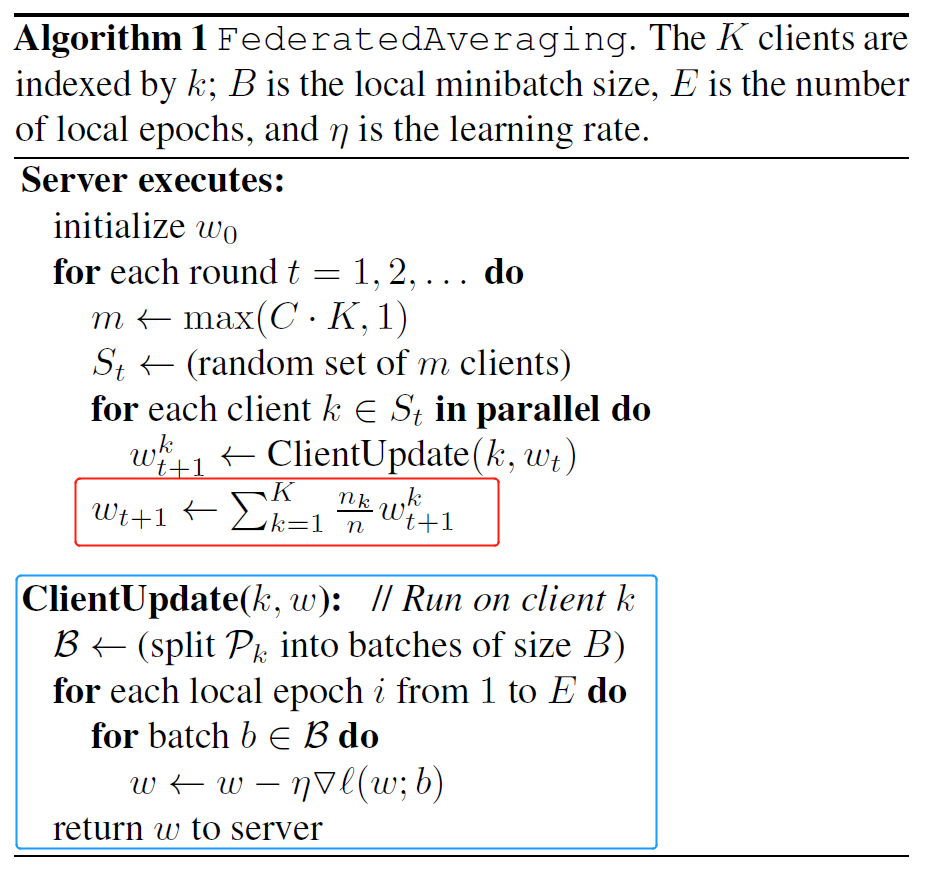 Algorithm 1 FederatedAveraging. The K clients are
indexed by k; B is the local minibatch size, E is the number
of local epochs, and η is the learning rate.
Server executes:
initialize w_0
for each round t = 1, 2, . . . do
m ← max(C · K, 1)
S_t ← (random set of m clients)
for each client k ∈ S_t in parallel do
w_{t+1}^k ← ClientUpdate(k, w_t)
w_{t+1} ← ∑_{k=1}^K \frac{n_k}{n} w_{t+1}^k
ClientUpdate(k, w): // Run on client k
ℬ ← (split 𝒫_k into batches of size B)
for each local epoch i from 1 to E do
for batch b ∈ ℬ do
w ← w − η▽ℓ(w; b)
return w to server